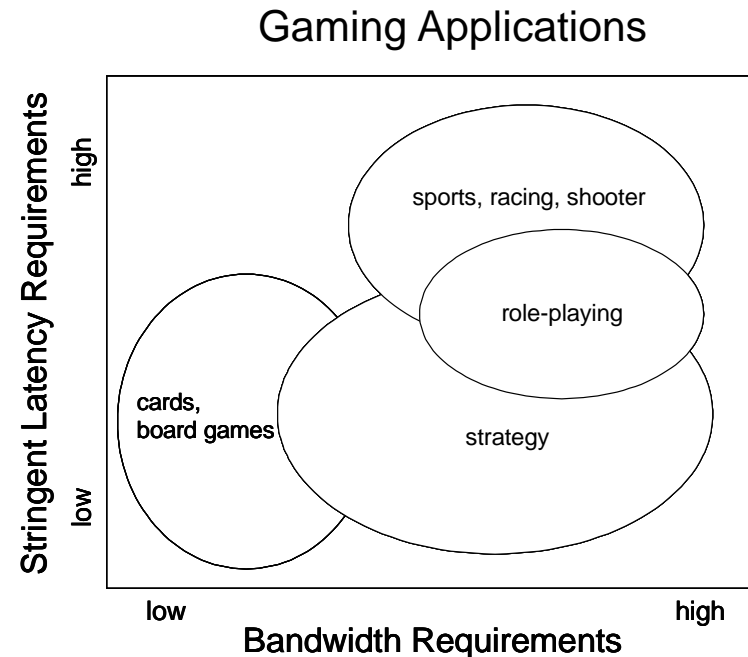 Gaming Applications
Stringent Latency Requirements
high
low
sports, racing, shooter
role-playing
cards,
board games
strategy
low
high
Bandwidth Requirements